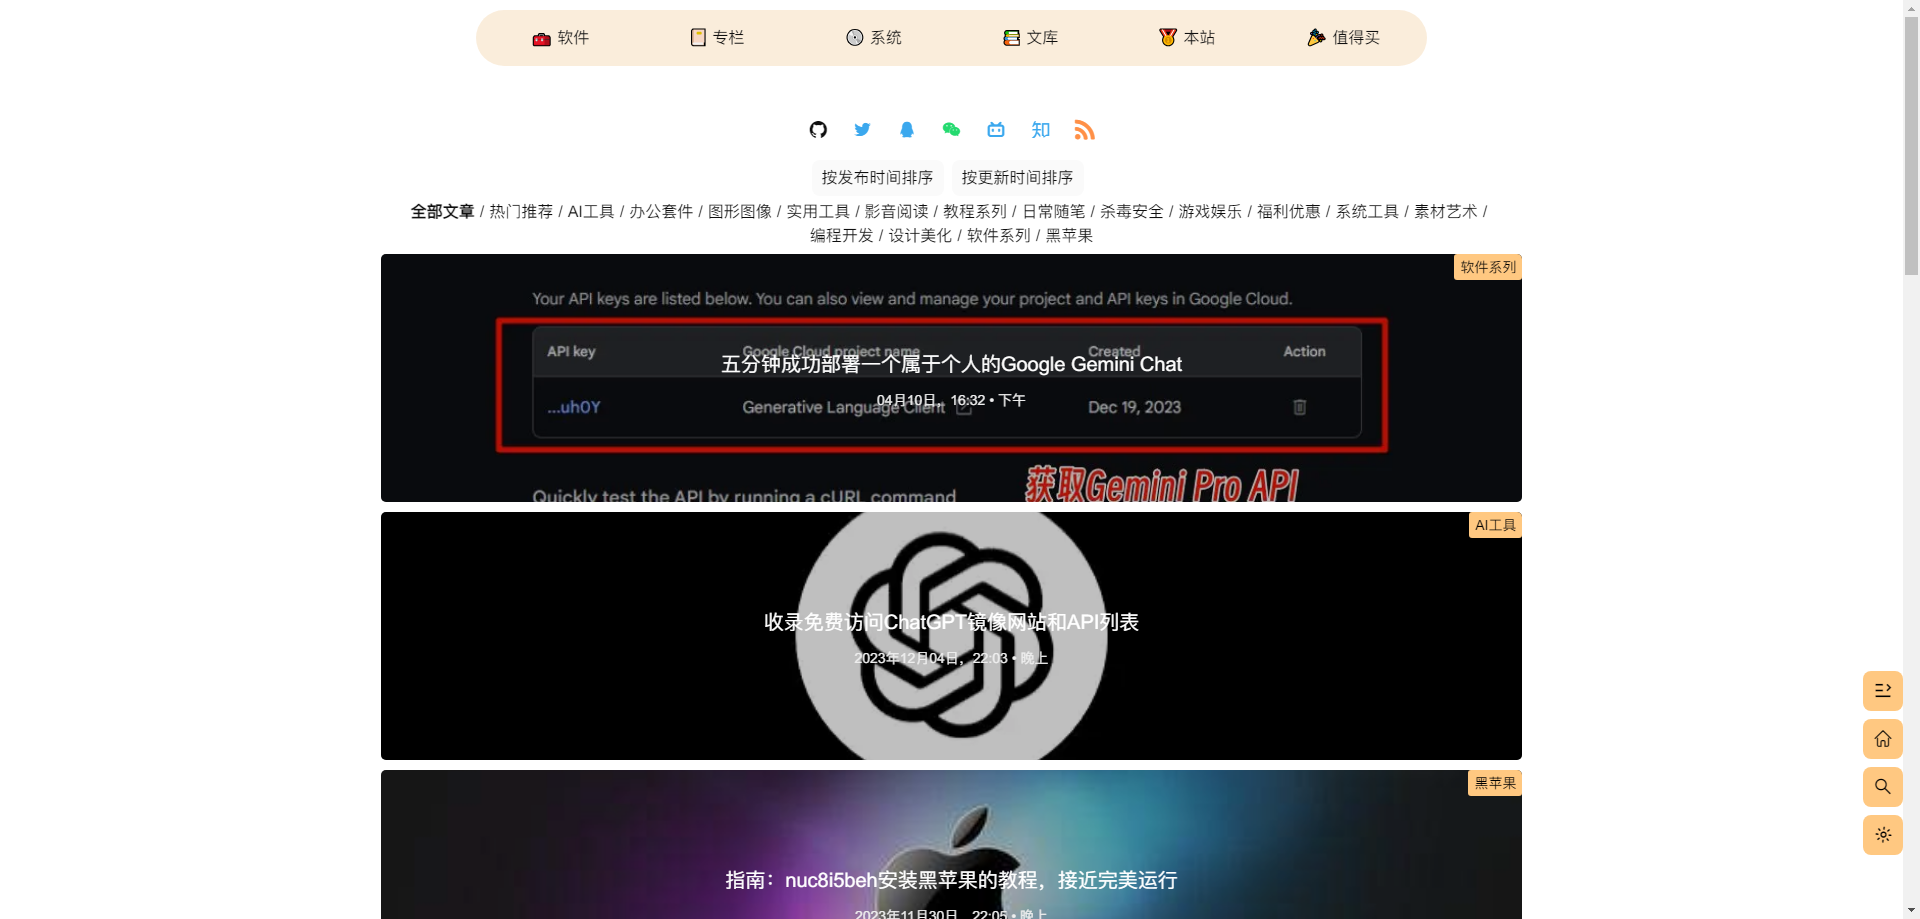 软件 专栏 系统 文库 本站 值得买
知
按发布时间排序 按更新时间排序
全部文章 / 热门推荐 / AI工具 / 办公套件 / 图形图像 / 实用工具 / 影音阅读 / 教程系列 / 日常随笔 / 杀毒安全 / 游戏娱乐 / 福利优惠 / 系统工具 / 素材艺术 /
编程开发 / 设计美化 / 软件系列 / 黑苹果
软件系列
Your API keys are listed below. You can also view and manage your project and API keys in Google Cloud.
API key Google Cloud project name Created Action
五分钟成功部署一个属于个人的Google Gemini Chat
04月10日，16:32 • 下午
...uh0Y Generative Language Client Dec 19, 2023
获取Gemini Pro API
Quickly test the API by running a cURL command
AI工具
收录免费访问ChatGPT镜像网站和API列表
2023年12月04日，22:03 • 晚上
黑苹果
指南：nuc8i5beh安装黑苹果的教程，接近完美运行
2023年11月30日，22:05 • 晚上